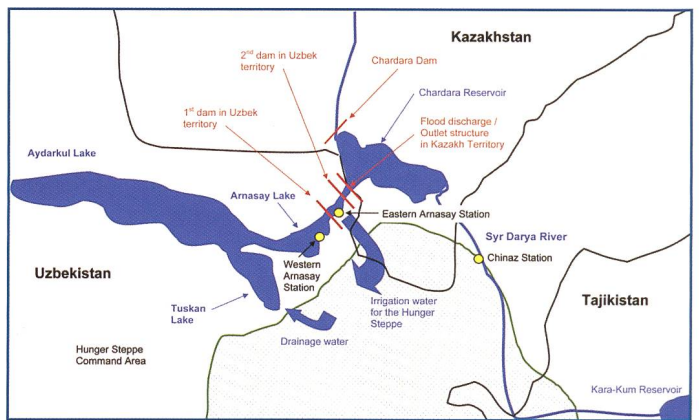 Kazakhstan
2nd dam in Uzbek
territory
Chardara Dam
Chardara Reservoir
1st dam in Uzbek
territory
Flood discharge /
Outlet structure
in Kazakh Territory
Aydarkul Lake
Arnasay Lake
Eastern Arnasay Station
Syr Darya River
Chinaz Station
Western
Arnasay
Station
Uzbekistan
Tajikistan
Irrigation water
for the Hunger
Steppe
Tuskan
Lake
Drainage water
Hunger Steppe
Command Area
Kara-Kum Reservoir